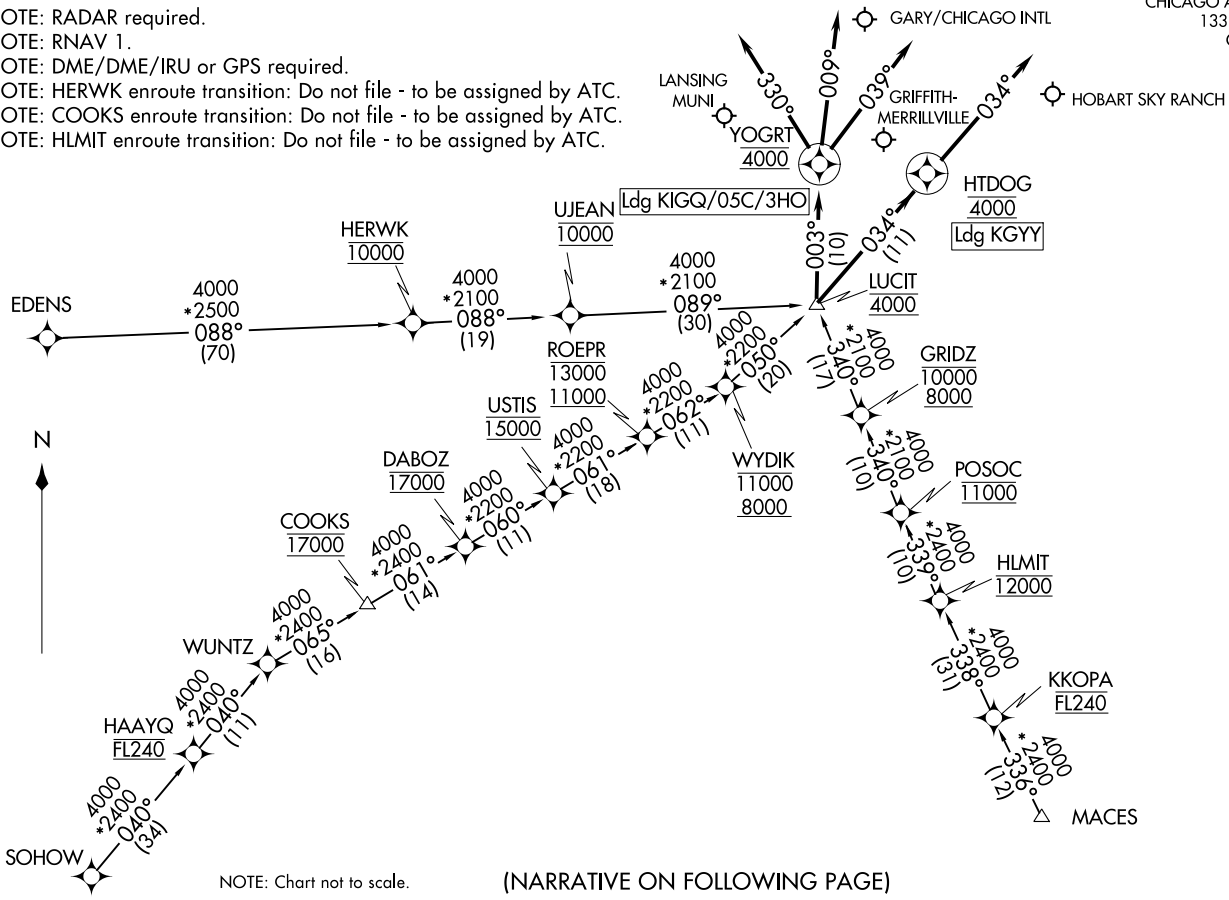 OTE: RADAR required.
OTE: RNAV 1.
OTE: DME/DME/IRU or GPS required.
OTE: HERWK enroute transition: Do not file - to be assigned by ATC.
OTE: COOKS enroute transition: Do not file - to be assigned by ATC.
OTE: HLMIT enroute transition: Do not file - to be assigned by ATC.
CHICAGO A
133
GARY/CHICAGO INTL
LANSING
MUNI
330°
009°
039°
GRIFFITH-
MERRILLVILLE
034°
HOBART SKY RANCH
YOGRT
4000
Ldg KIGQ/05C/3HO
HTDOG
4000
Ldg KGYY
003°
(10)
034°
(11)
LUCIT
4000
EDENS
4000
*2500
088°
(70)
HERWK
10000
4000
*2100
088°
(19)
UJEAN
10000
4000
*2100
089°
(30)
ROEPR
13000
11000
4000
*2200
050°
(20)
4000
*2200
062°
(11)
WYDIK
11000
8000
USTIS
15000
4000
*2200
061°
(18)
DABOZ
17000
4000
*2200
060°
(11)
COOKS
17000
4000
*2400
061°
(14)
WUNTZ
4000
*2400
065°
(16)
HAAYQ
FL240
4000
*2400
040°
(11)
SOHOW
4000
*2400
040°
(34)
4000
*2100
340°
(17)
GRIDZ
10000
8000
4000
*2100
340°
(10)
POSOC
11000
4000
*2400
339°
(10)
HLMIT
12000
4000
*2400
338°
(31)
KKOPA
FL240
4000
*2400
336°
(12)
MACES
N
NOTE: Chart not to scale.
(NARRATIVE ON FOLLOWING PAGE)